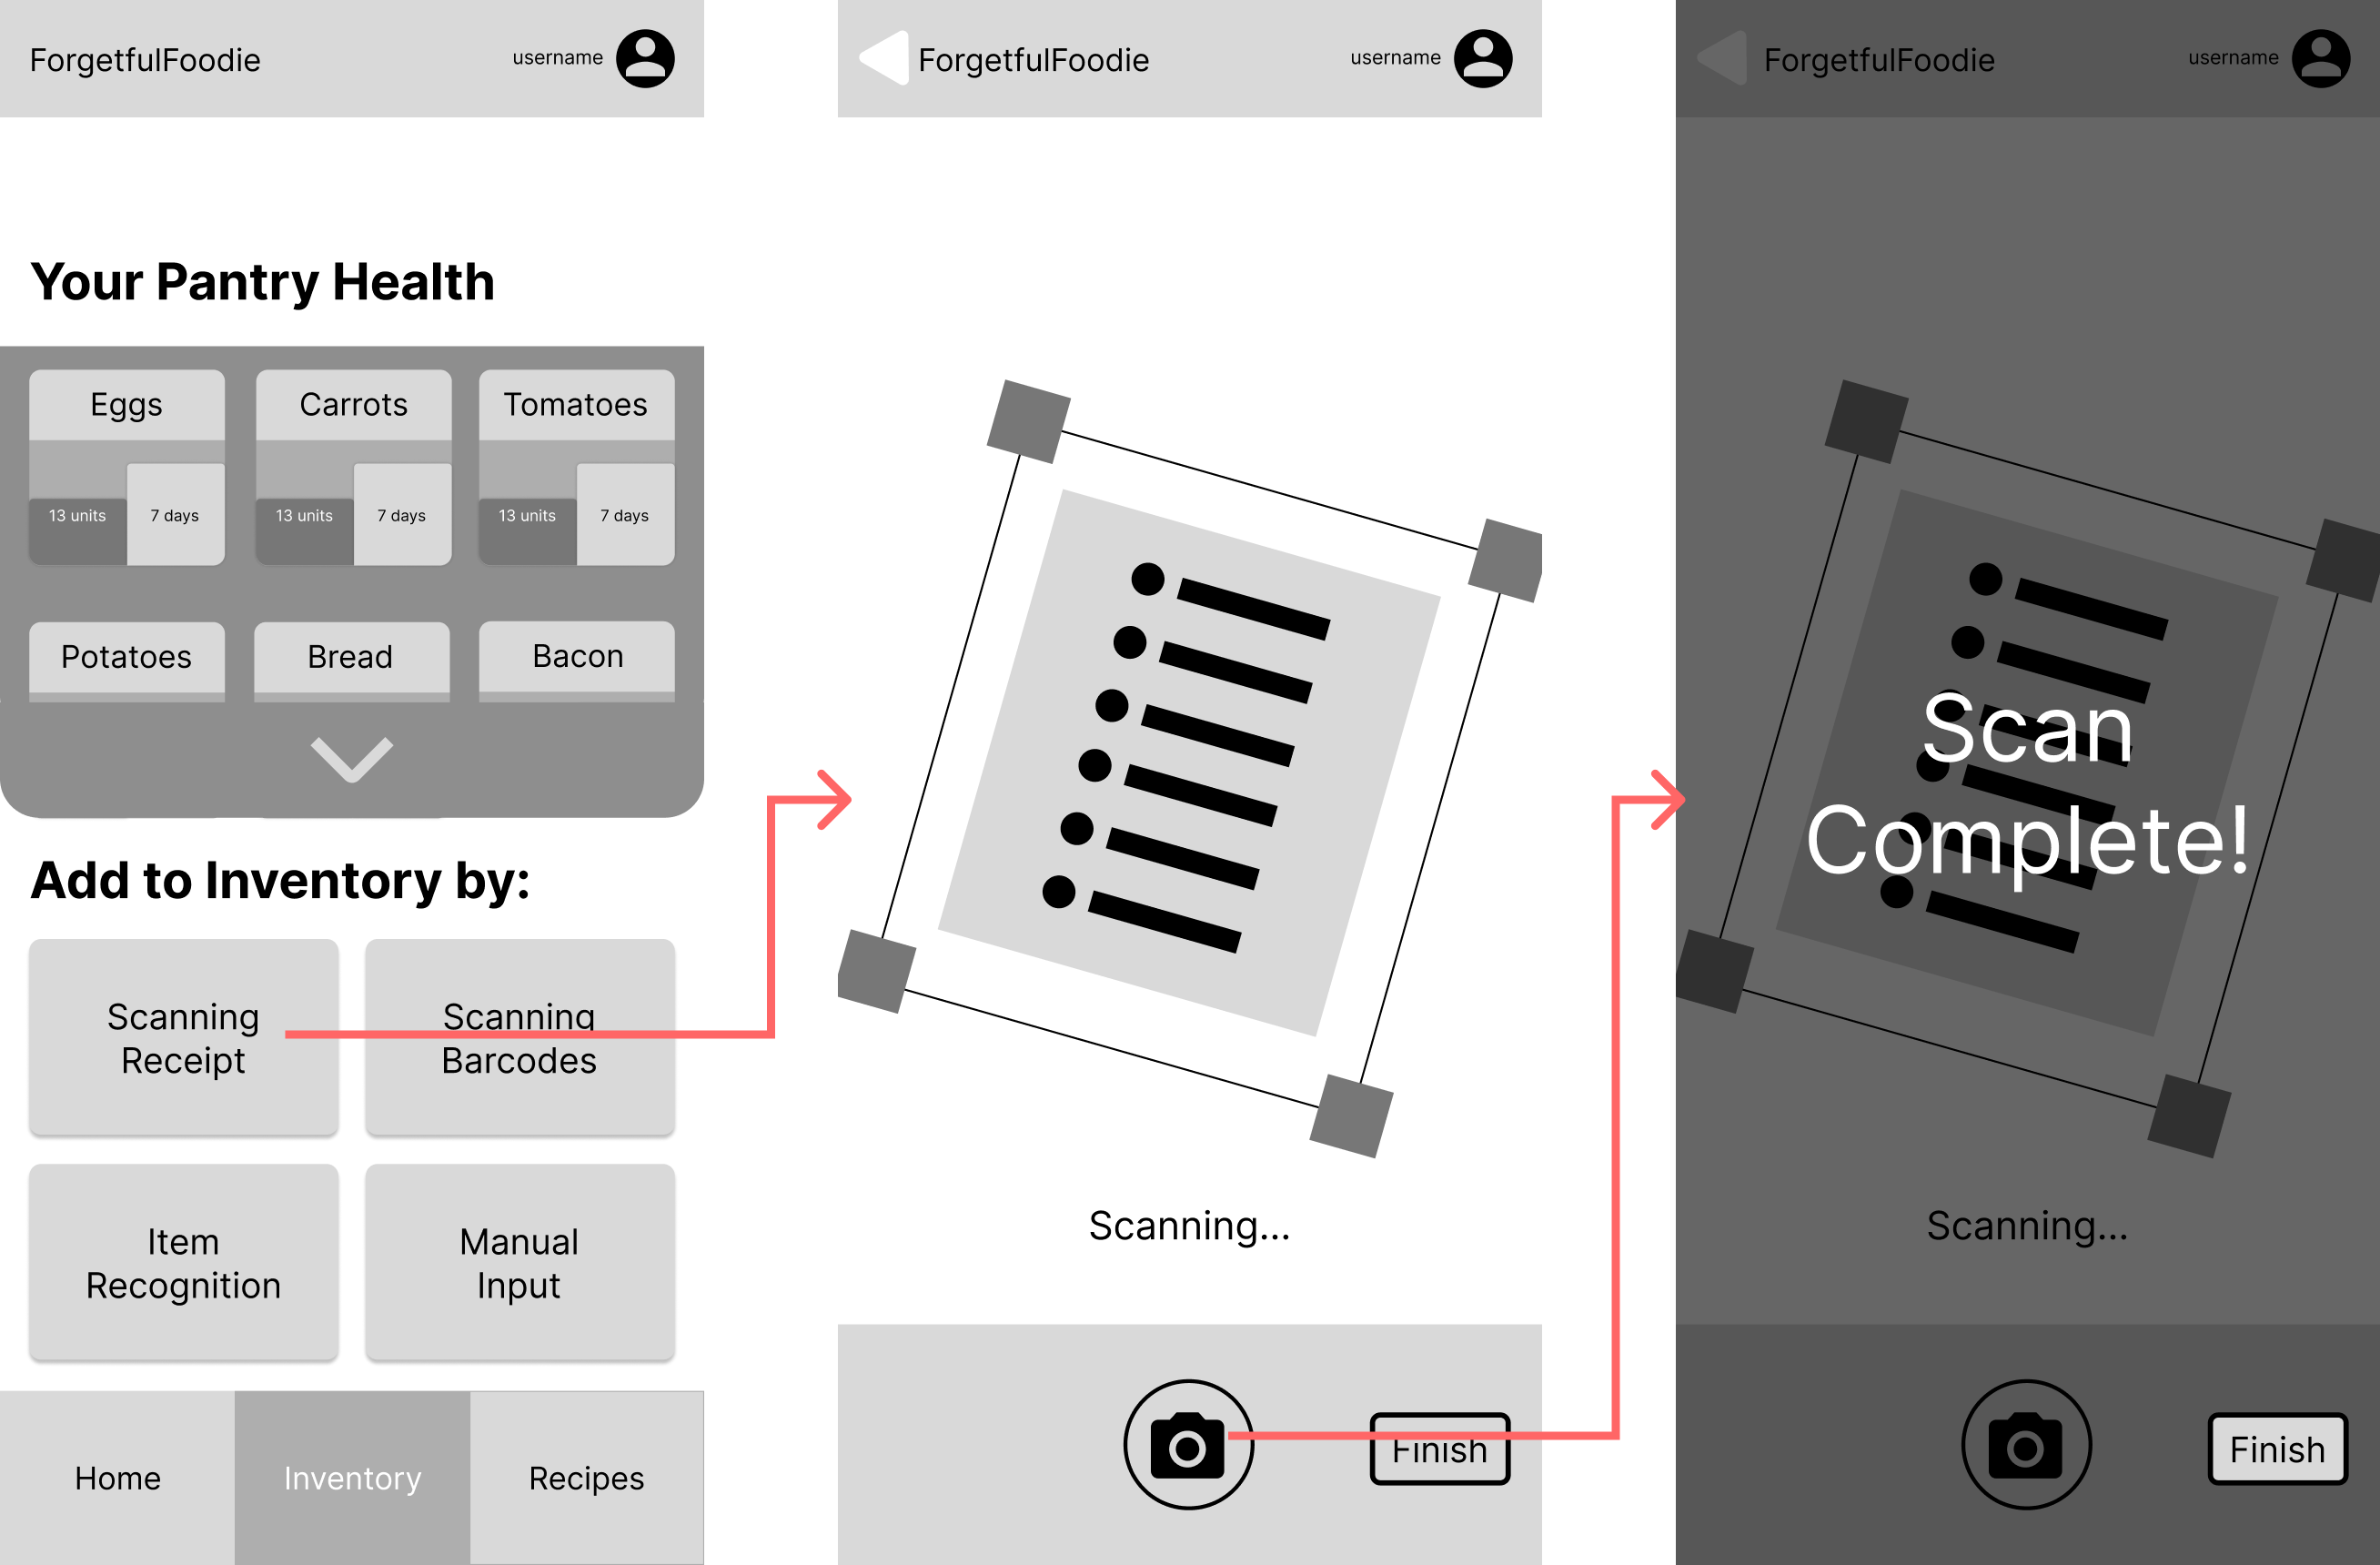 ForgetfulFoodie username
Your Pantry Health
Eggs Carrots Tomatoes
13 units 7 days 13 units 7 days 13 units 7 days
Potatoes Bread Bacon
Add to Inventory by:
Scanning
Receipt
Scanning
Barcodes
Item
Recognition
Manual
Input
Home Inventory Recipes
ForgetfulFoodie username
Scanning...
Finish
ForgetfulFoodie username
Scan
Complete!
Scanning...
Finish